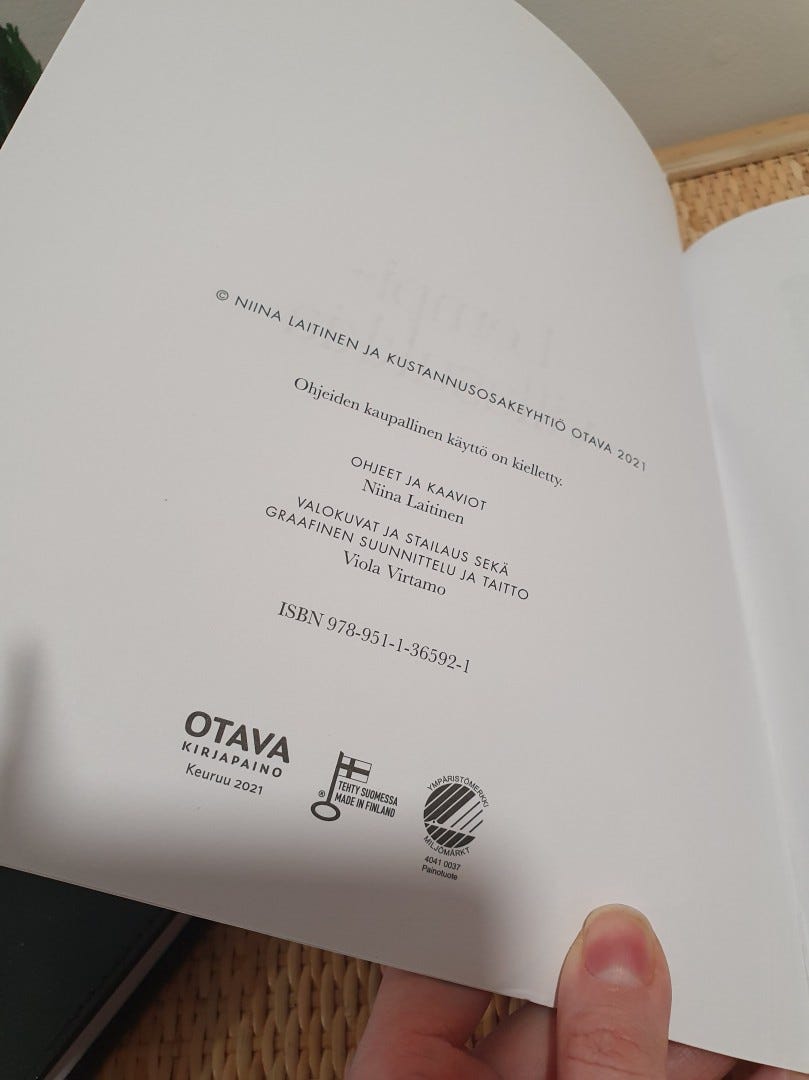 © NIINA LAITINEN JA KUSTANNUSOSAKEYHTIÖ OTAVA 2021
Ohjeiden kaupallinen käyttö on kielletty.
OHJEET JA KAAVIOT
Niina Laitinen
VALOKUVAT JA STAILAUS SEKÄ
GRAAFINEN SUUNNITTELU JA TAITTO
Viola Virtamo
ISBN 978-951-1-36592-1
OTAVA
KIRJAPAINO
Keuruu 2021
®
TEHTY SUOMESSA
MADE IN FINLAND
YMPÄRISTÖMERKKI
MILJÖMÄRKT
4041 0037
Painotuote